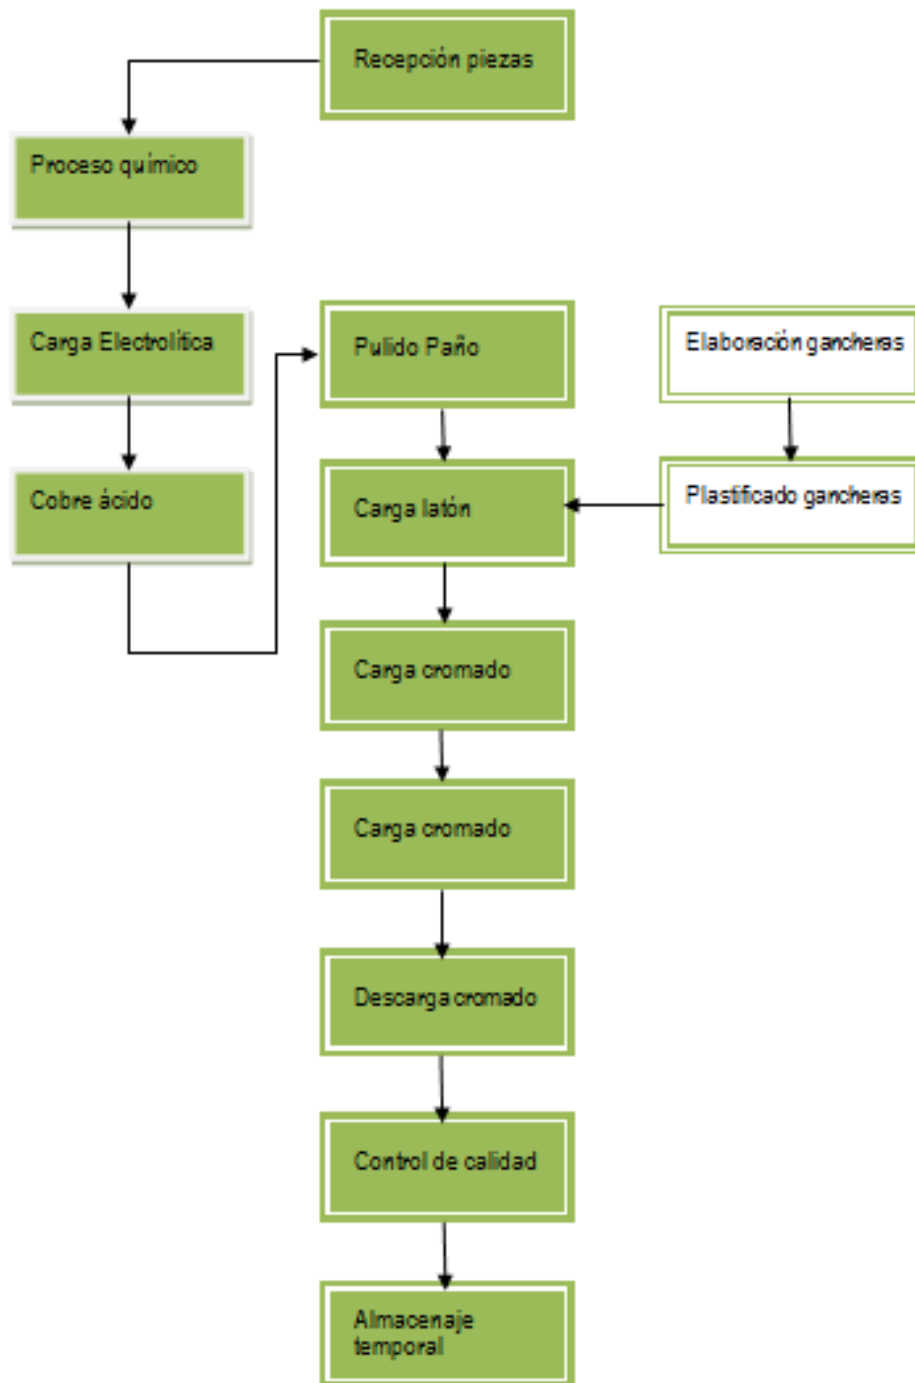 Recepción piezas
Proceso químico
Carga Electrolítica
Cobre ácido
Pulido Paño
Elaboración gancheras
Plastificado gancheras
Carga latón
Carga cromado
Carga cromado
Descarga cromado
Control de calidad
Almacenaje
temporal